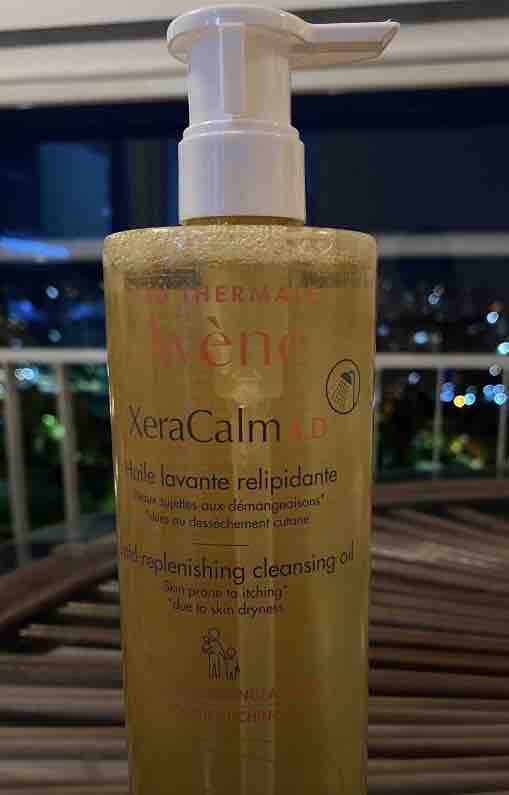 THERMALE
Avène
XeraCalm A.D
Huile lavante relipidante
Peaux sujettes aux démangeaisons*
*dues au dessèchement cutané
replenishing cleansing oil
Skin prone to itching*
*due to skin dryness